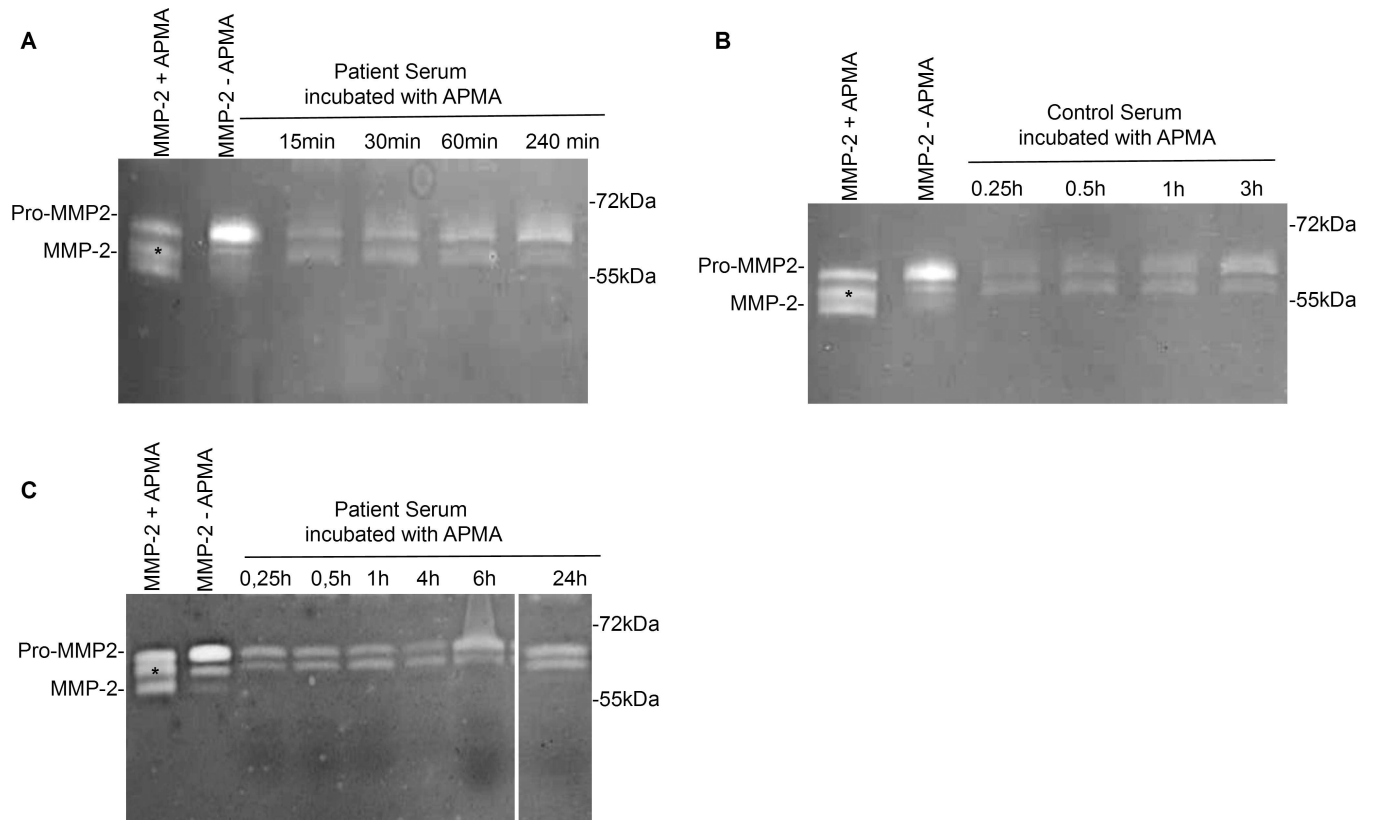 A
MMP-2 + APMA
MMP-2 - APMA
Patient Serum
incubated with APMA
15min 30min 60min 240 min
Pro-MMP2-
MMP-2-
*
-72kDa
-55kDa
B
MMP-2 + APMA
MMP-2 - APMA
Control Serum
incubated with APMA
0.25h 0.5h 1h 3h
Pro-MMP2-
MMP-2-
*
-72kDa
-55kDa
C
MMP-2 + APMA
MMP-2 - APMA
Patient Serum
incubated with APMA
0,25h 0,5h 1h 4h 6h 24h
Pro-MMP2-
MMP-2-
*
-72kDa
-55kDa